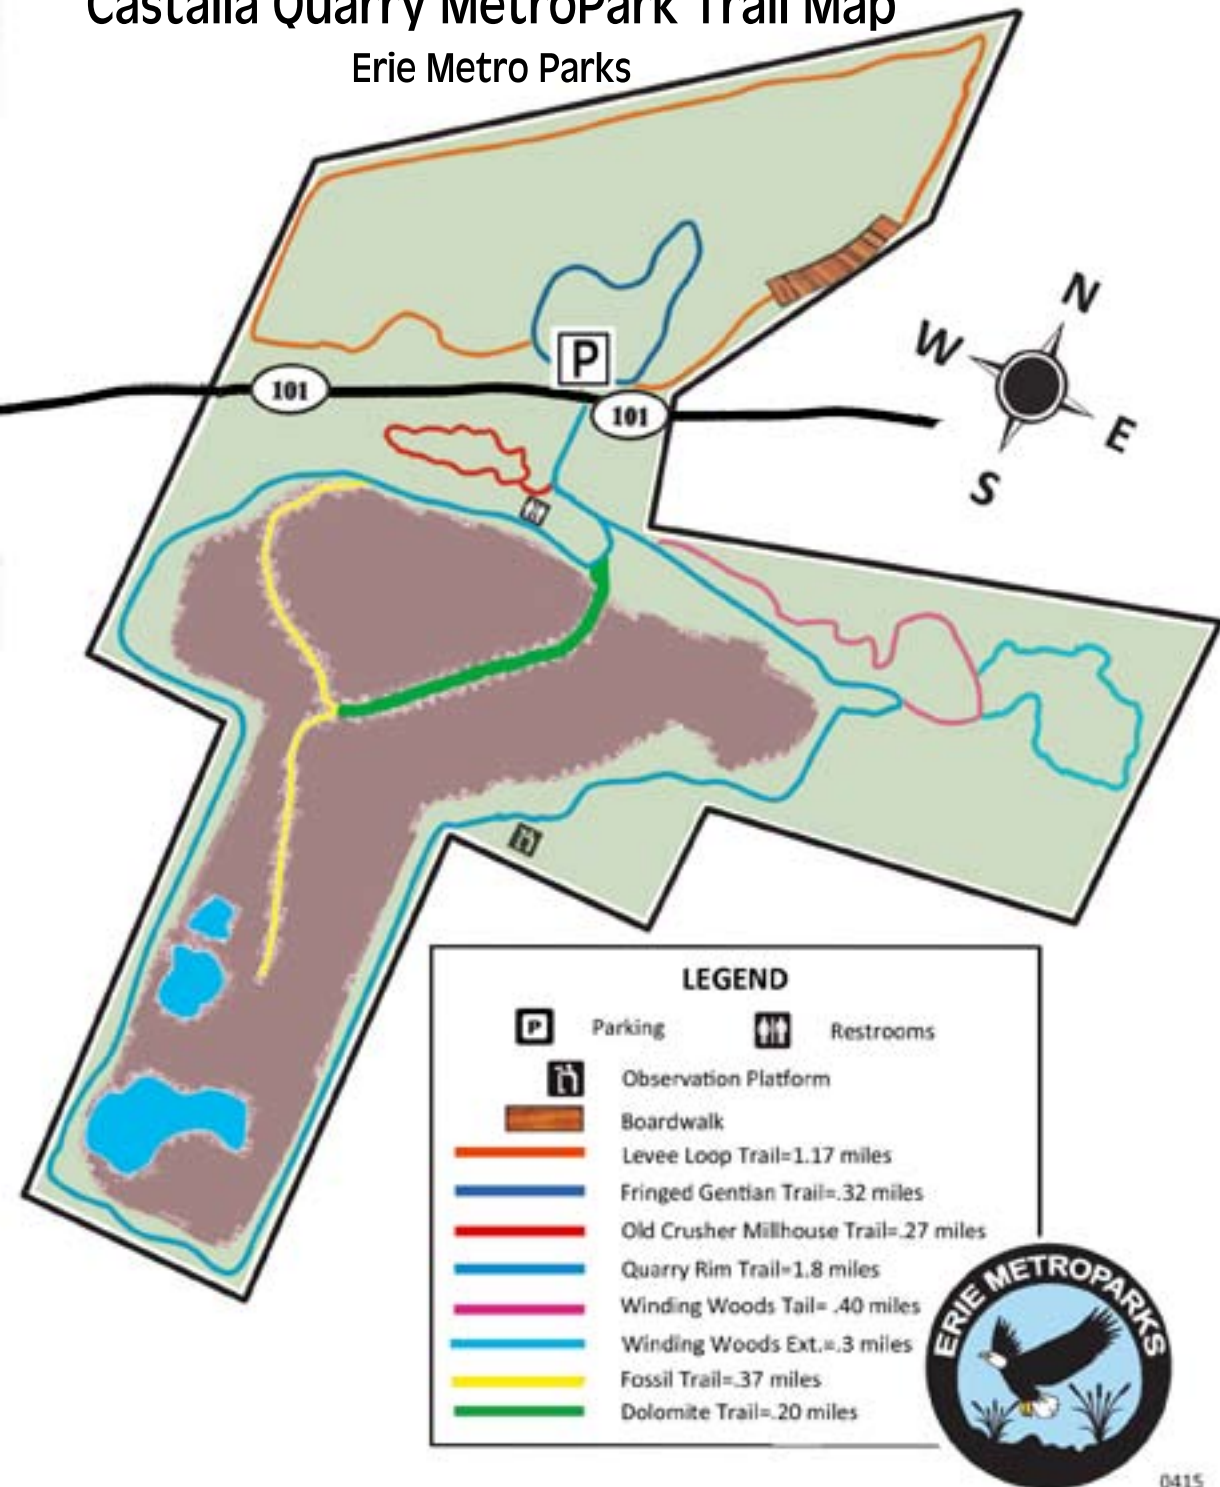 Castalia Quarry MetroPark Trail Map
Erie Metro Parks
N
W
E
S
P
101
101
LEGEND
P Parking
Restrooms
Observation Platform
Boardwalk
Levee Loop Trail=1.17 miles
Fringed Gentian Trail=.32 miles
Old Crusher Millhouse Trail=.27 miles
Quarry Rim Trail=1.8 miles
Winding Woods Tail= .40 miles
Winding Woods Ext.=.3 miles
Fossil Trail=.37 miles
Dolomite Trail=.20 miles
ERIE METROPARKS
0415